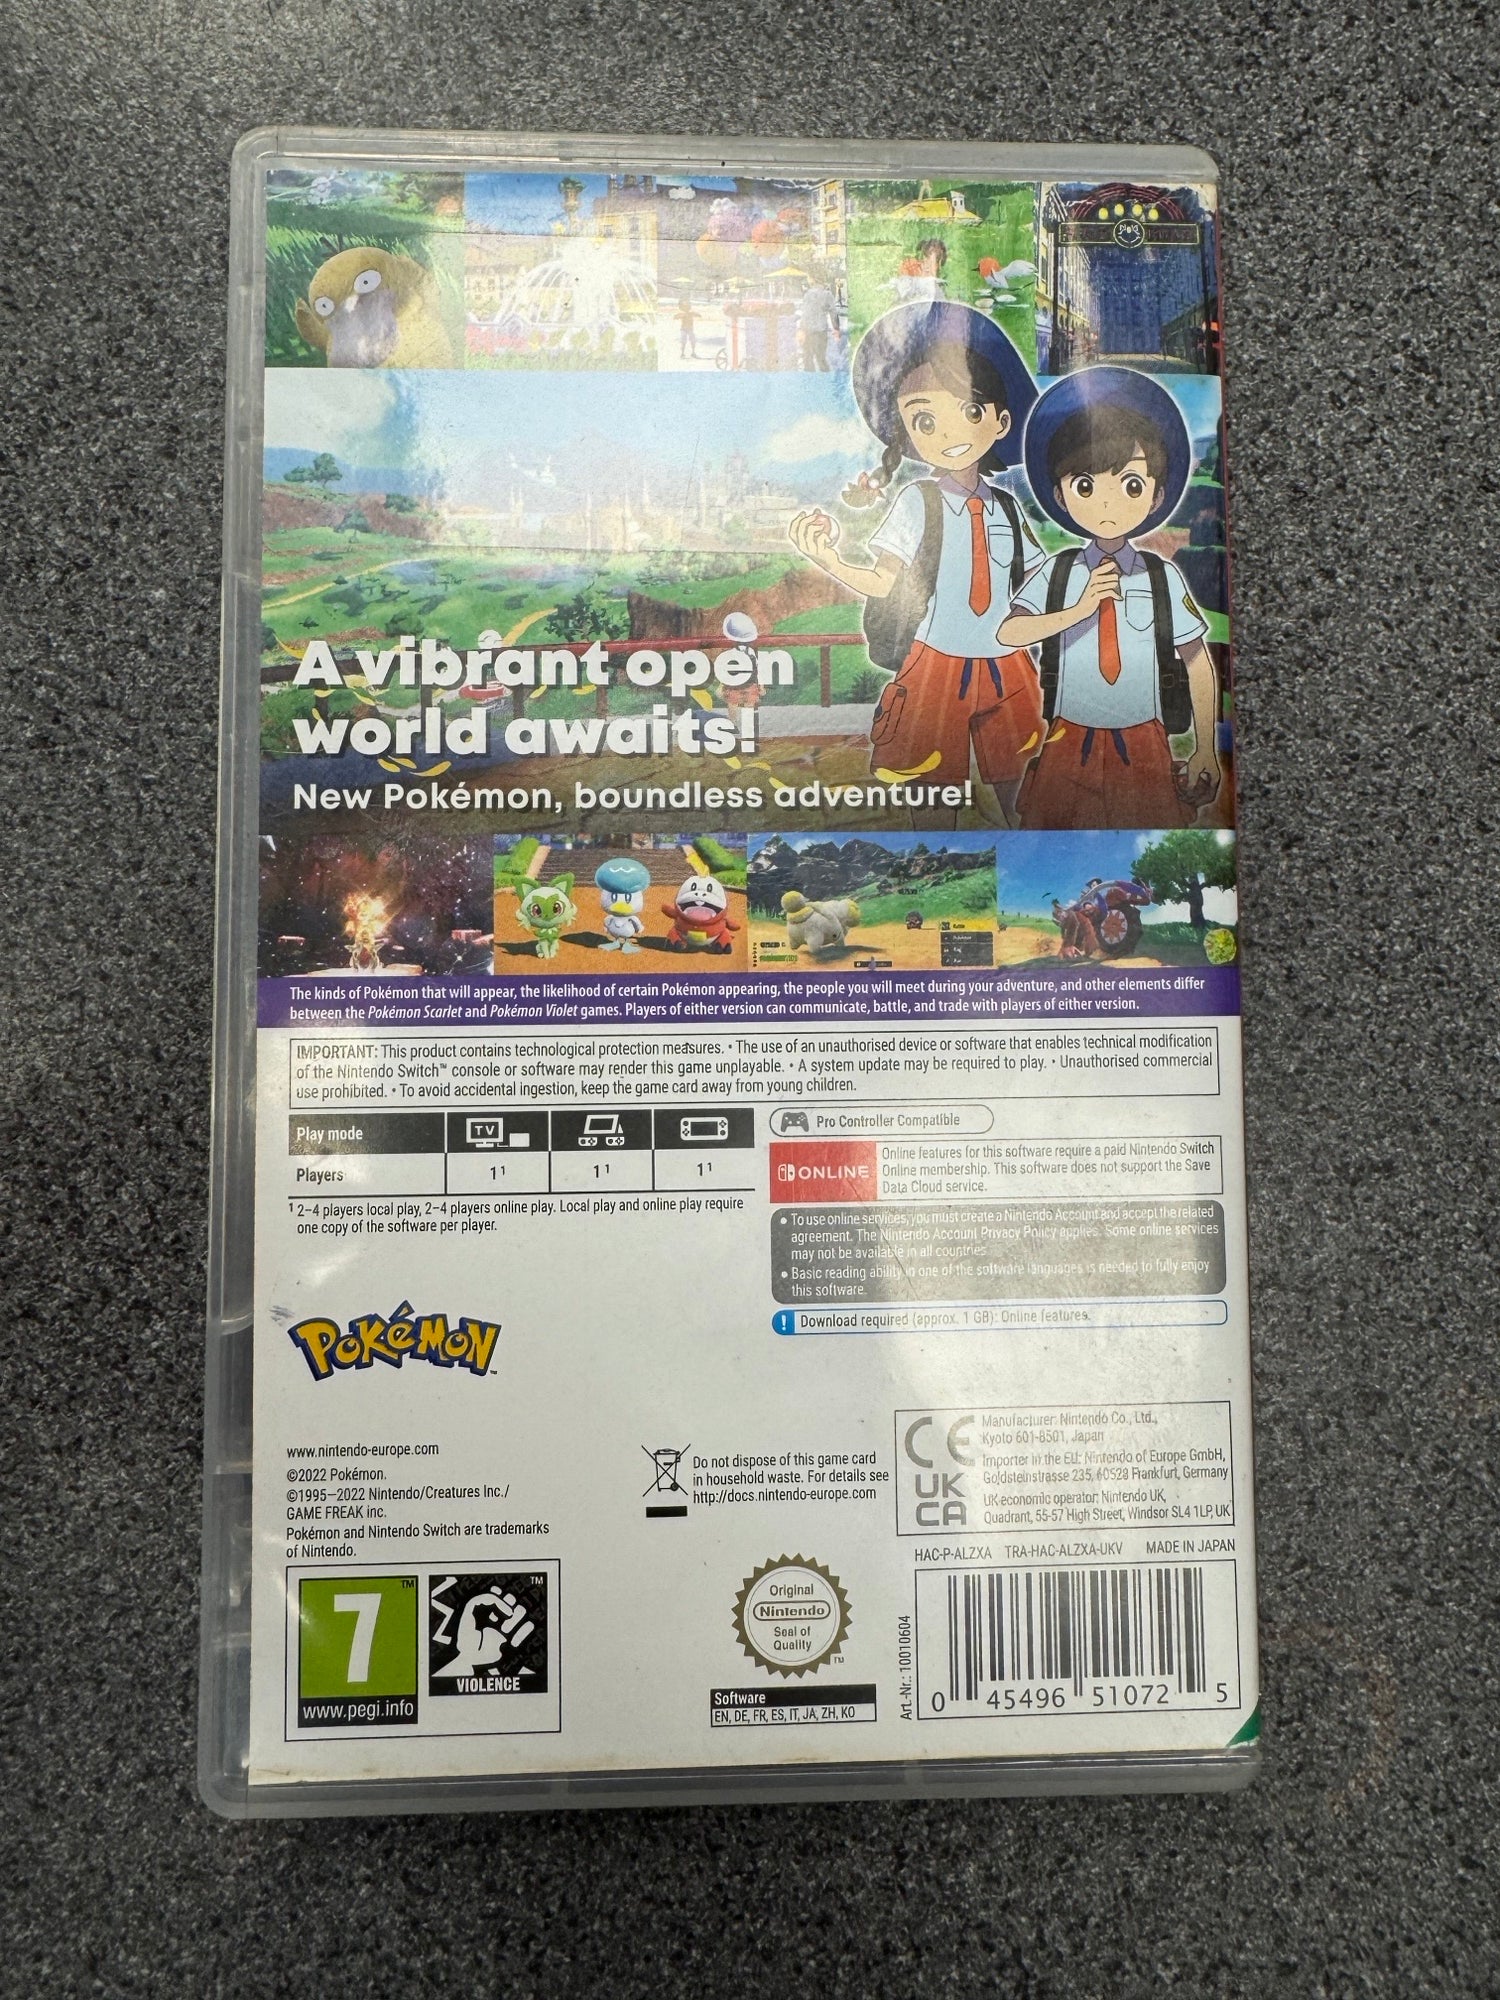 A vibrant open
world awaits!
New Pokémon, boundless adventure!
The kinds of Pokémon that will appear, the likelihood of certain Pokémon appearing, the people you will meet during your adventure, and other elements differ
between the Pokémon Scarlet and Pokémon Violet games. Players of either version can communicate, battle, and trade with players of either version.
IMPORTANT: This product contains technological protection measures. • The use of an unauthorised device or software that enables technical modification
of the Nintendo Switch™ console or software may render this game unplayable. • A system update may be required to play. • Unauthorised commercial
use prohibited. • To avoid accidental ingestion, keep the game card away from young children.
Play mode
TV
Players 1¹ 1¹ 1¹
¹ 2–4 players local play, 2–4 players online play. Local play and online play require
one copy of the software per player.
Pro Controller Compatible
ONLINE
Online features for this software require a paid Nintendo Switch
Online membership. This software does not support the Save
Data Cloud service.
• To use online services, you must create a Nintendo Account and accept the related
agreement. The Nintendo Account Privacy Policy applies. Some online services
may not be available in all countries.
• Basic reading ability in one of the software languages is needed to fully enjoy
this software.
! Download required (approx. 1 GB): Online features.
POKéMON™
www.nintendo-europe.com
©2022 Pokémon.
©1995–2022 Nintendo/Creatures Inc./
GAME FREAK inc.
Pokémon and Nintendo Switch are trademarks
of Nintendo.
Do not dispose of this game card
in household waste. For details see
http://docs.nintendo-europe.com
CE
UK
CA
Manufacturer: Nintendo Co., Ltd.,
Kyoto 601-8501, Japan
Importer in the EU: Nintendo of Europe GmbH,
Goldsteinstrasse 235, 60528 Frankfurt, Germany
UK economic operator: Nintendo UK,
Quadrant, 55-57 High Street, Windsor SL4 1LP, UK
HAC-P-ALZXA TRA-HAC-ALZXA-UKV MADE IN JAPAN
7™
www.pegi.info
™
VIOLENCE
Original
Nintendo
Seal of
Quality
TM
Software
EN, DE, FR, ES, IT, JA, ZH, KO
Art.-Nr.: 10010604
0 45496 51072 5